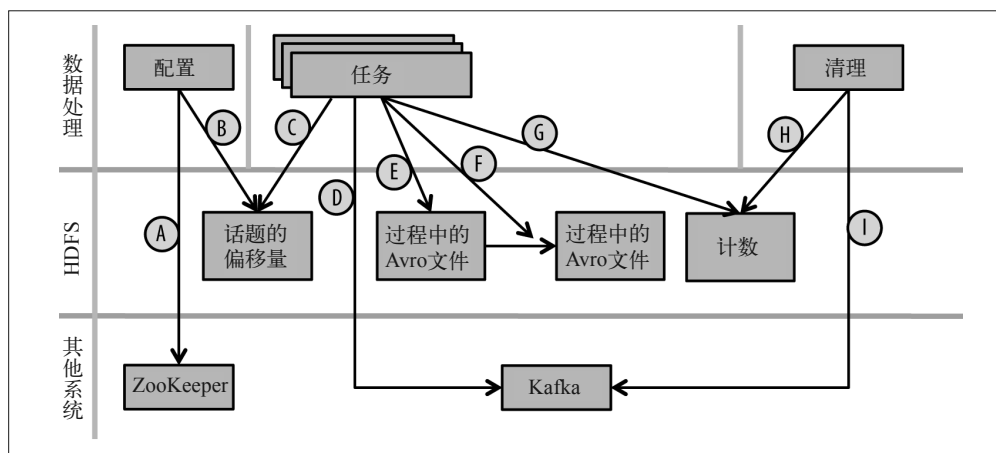 数据处理
配置
任务
清理
B
C
G
H
E
F
HDFS
A
D
I
话题的
偏移量
过程中的
Avro文件
过程中的
Avro文件
计数
其他系统
ZooKeeper
Kafka